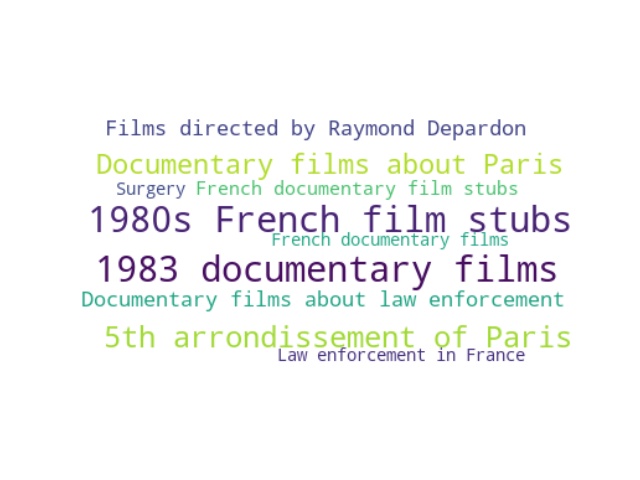 Films directed by Raymond Depardon
Documentary films about Paris
Surgery French documentary film stubs
1980s French film stubs
French documentary films
1983 documentary films
Documentary films about law enforcement
5th arrondissement of Paris
Law enforcement in France